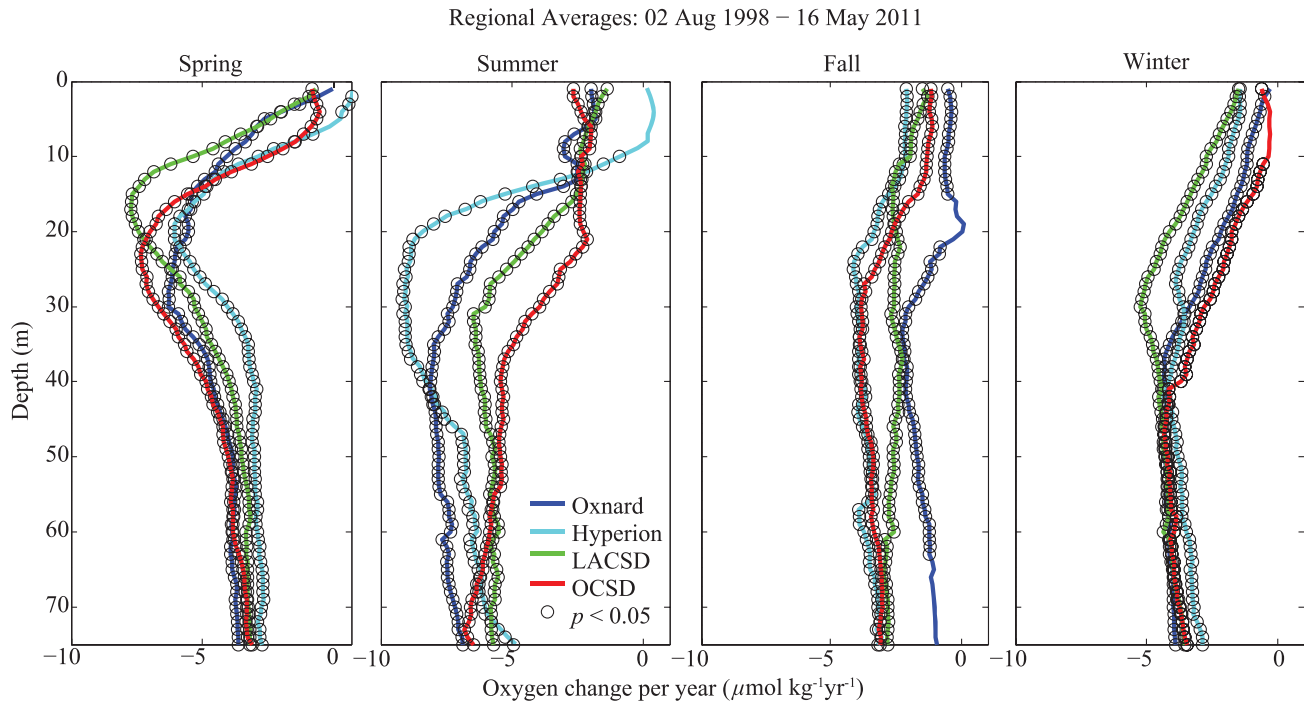 Regional Averages: 02 Aug 1998 − 16 May 2011
Spring Summer Fall Winter
0
10
20
30
40
50
60
70
Depth (m)
Oxnard
Hyperion
LACSD
OCSD
p < 0.05
−10 −5 0 −10 −5 0 −10 −5 0 −10 −5 0
Oxygen change per year (μmol kg⁻¹yr⁻¹)